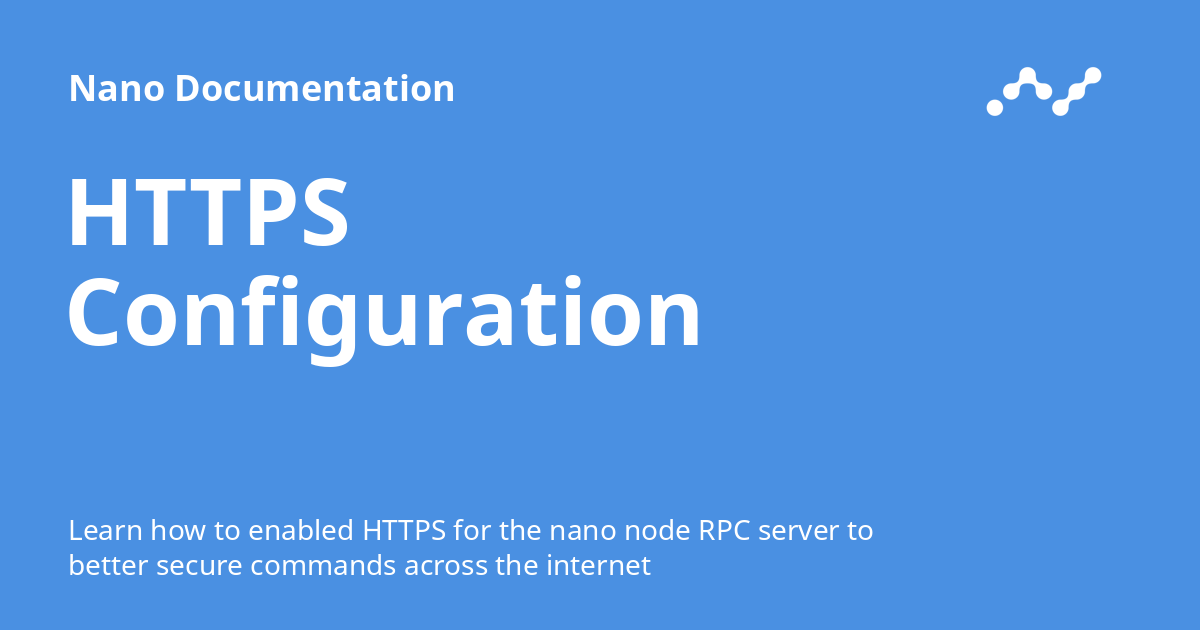 Nano Documentation
HTTPS
Configuration
Learn how to enabled HTTPS for the nano node RPC server to
better secure commands across the internet